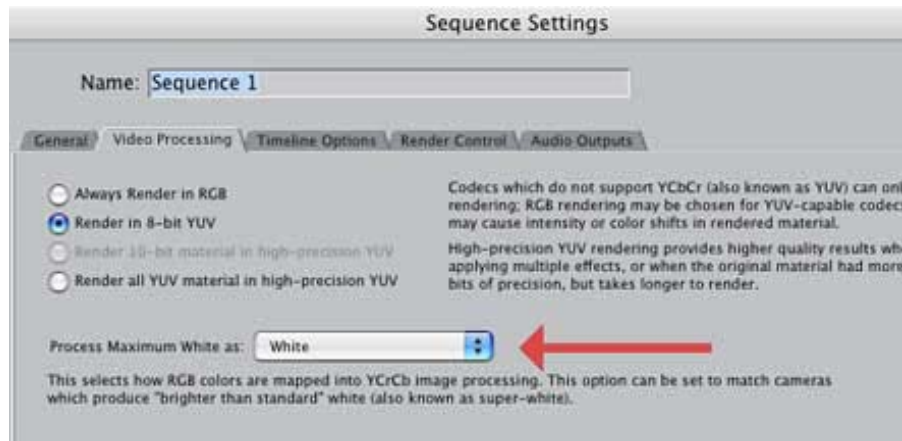 Sequence Settings
Name: Sequence 1
General Video Processing Timeline Options Render Control Audio Outputs
Always Render in RGB
Render in 8-bit YUV
Render 10-bit material in high-precision YUV
Render all YUV material in high-precision YUV
Codecs which do not support YCbCr (also known as YUV) can onl
rendering; RGB rendering may be chosen for YUV-capable codecs
may cause intensity or color shifts in rendered material.
High-precision YUV rendering provides higher quality results whe
applying multiple effects, or when the original material had more
bits of precision, but takes longer to render.
Process Maximum White as: White
This selects how RGB colors are mapped into YCrCb image processing. This option can be set to match cameras
which produce "brighter than standard" white (also known as super-white).